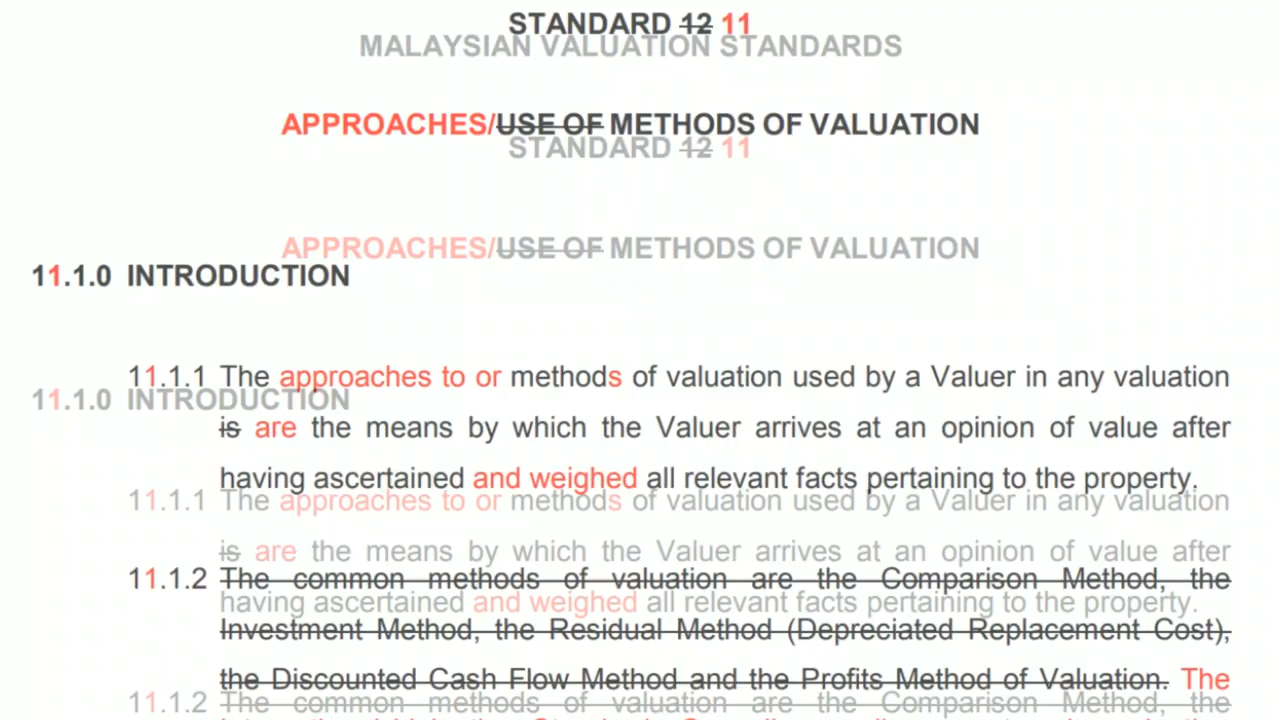 STANDARD 12 11
MALAYSIAN VALUATION STANDARDS
APPROACHES/USE OF METHODS OF VALUATION
STANDARD 12 11
APPROACHES/USE OF METHODS OF VALUATION
11.1.0 INTRODUCTION
11.1.1 The approaches to or methods of valuation used by a Valuer in any valuation
11.1.0 INTRODUCTION
is are the means by which the Valuer arrives at an opinion of value after
having ascertained and weighed all relevant facts pertaining to the property.
11.1.1 The approaches to or methods of valuation used by a Valuer in any valuation
is are the means by which the Valuer arrives at an opinion of value after
11.1.2 The common methods of valuation are the Comparison Method, the
having ascertained and weighed all relevant facts pertaining to the property.
Investment Method, the Residual Method (Depreciated Replacement Cost),
the Discounted Cash Flow Method and the Profits Method of Valuation. The
11.1.2 The common methods of valuation are the Comparison Method, the